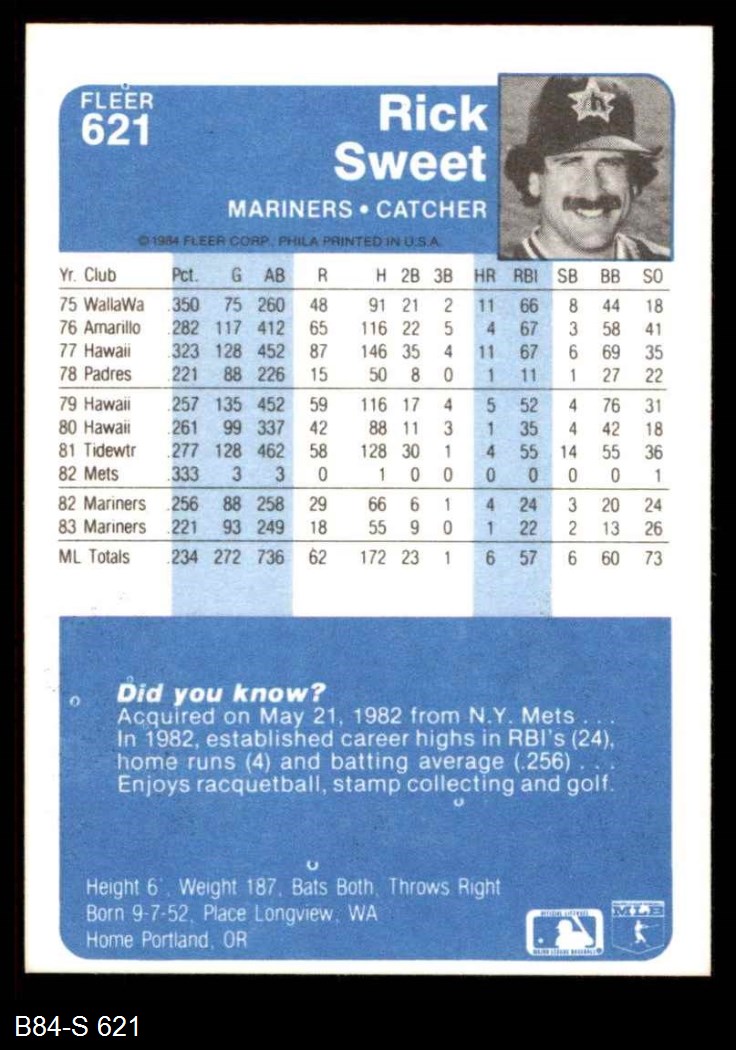 FLEER
621
Rick
Sweet
MARINERS • CATCHER
© 1984 FLEER CORP., PHILA PRINTED IN U.S.A.
Yr. Club Pct. G AB R H 2B 3B HR RBI SB BB SO
75 WallaWa .350 75 260 48 91 21 2 11 66 8 44 18
76 Amarillo .282 117 412 65 116 22 5 4 67 3 58 41
77 Hawaii .323 128 452 87 146 35 4 11 67 6 69 35
78 Padres .221 88 226 15 50 8 0 1 11 1 27 22
79 Hawaii .257 135 452 59 116 17 4 5 52 4 76 31
80 Hawaii .261 99 337 42 88 11 3 1 35 4 42 18
81 Tidewtr .277 128 462 58 128 30 1 4 55 14 55 36
82 Mets .333 3 3 0 1 0 0 0 0 0 0 1
82 Mariners .256 88 258 29 66 6 1 4 24 3 20 24
83 Mariners .221 93 249 18 55 9 0 1 22 2 13 26
ML Totals .234 272 736 62 172 23 1 6 57 6 60 73
Did you know?
Acquired on May 21, 1982 from N.Y. Mets . . .
In 1982, established career highs in RBI's (24),
home runs (4) and batting average (.256) . . .
Enjoys racquetball, stamp collecting and golf.
Height 6', Weight 187, Bats Both, Throws Right
Born 9-7-52, Place Longview, WA
Home Portland, OR
MLB
MAJOR LEAGUE BASEBALL
B84-S 621